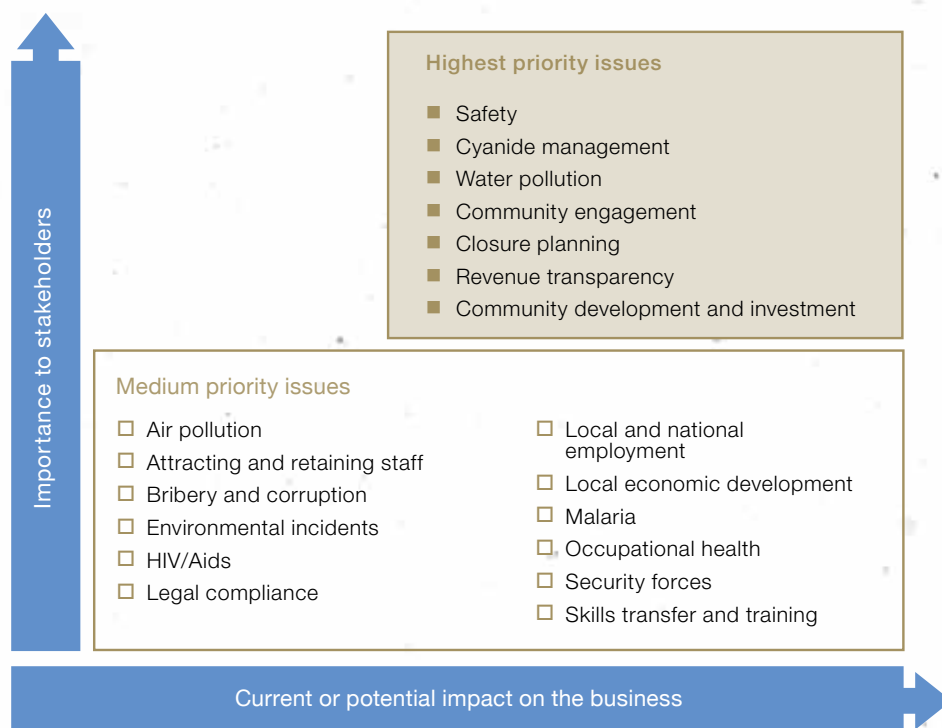 Importance to stakeholders
Highest priority issues
Safety
Cyanide management
Water pollution
Community engagement
Closure planning
Revenue transparency
Community development and investment
Medium priority issues
Air pollution
Attracting and retaining staff
Bribery and corruption
Environmental incidents
HIV/Aids
Legal compliance
Local and national
employment
Local economic development
Malaria
Occupational health
Security forces
Skills transfer and training
Current or potential impact on the business